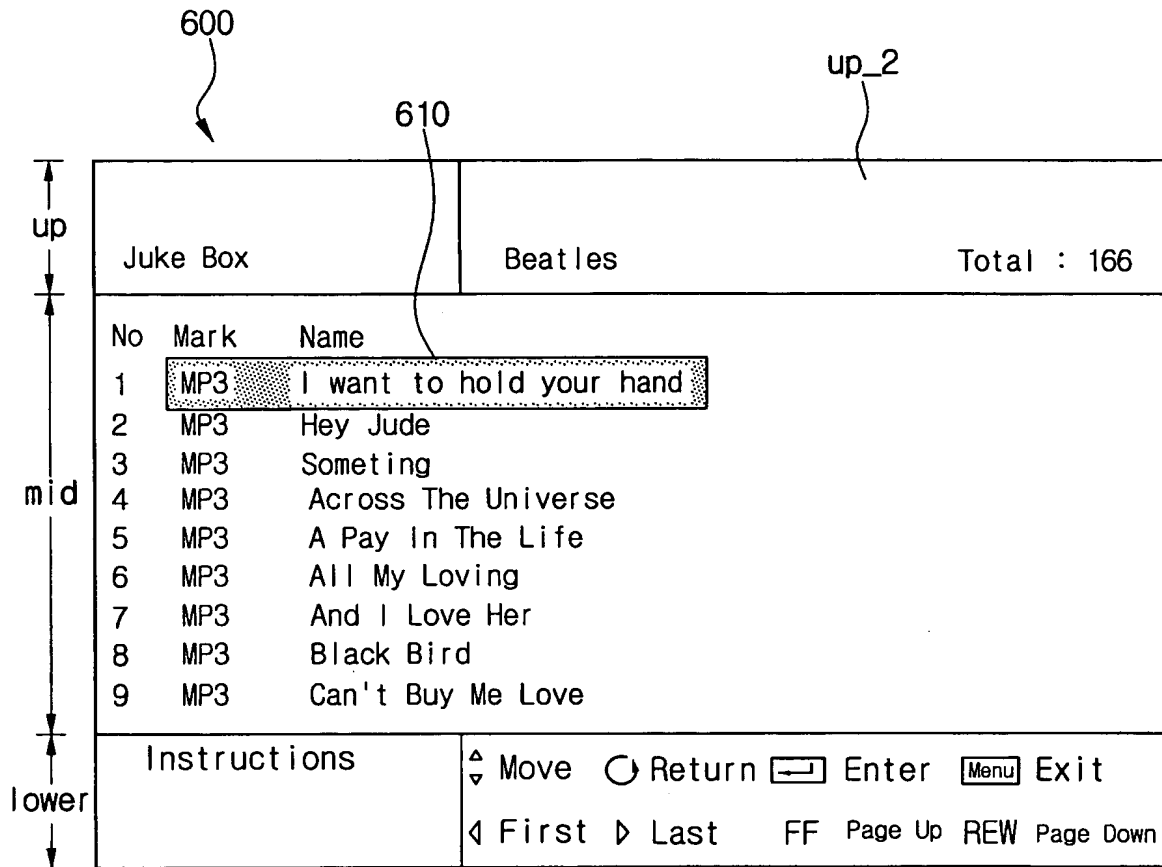 600
up_2
610
up
Juke Box Beatles Total : 166
No Mark Name
1 MP3 I want to hold your hand
2 MP3 Hey Jude
3 MP3 Someting
mid
4 MP3 Across The Universe
5 MP3 A Pay In The Life
6 MP3 All My Loving
7 MP3 And I Love Her
8 MP3 Black Bird
9 MP3 Can't Buy Me Love
lower
Instructions Move Return Enter Menu Exit
First Last FF Page Up REW Page Down